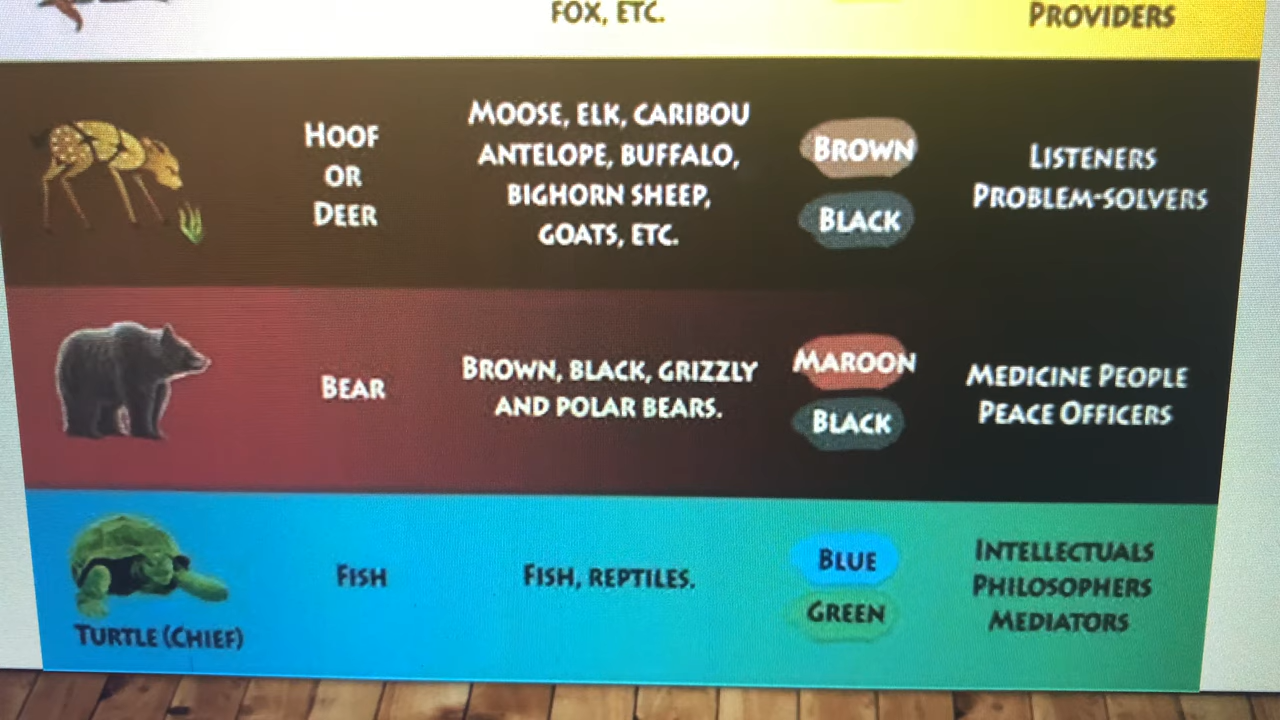 FOX, ETC.
PROVIDERS
HOOF
OR
DEER
MOOSE, ELK, CARIBOU
ANTELOPE, BUFFALO,
BIGHORN SHEEP,
GOATS, ETC.
BROWN
BLACK
LISTENERS
PROBLEM-SOLVERS
BEAR
BROWN, BLACK, GRIZZLY
AND POLAR BEARS.
MAROON
BLACK
MEDICINE PEOPLE
PEACE OFFICERS
TURTLE (CHIEF)
FISH
FISH, REPTILES.
BLUE
GREEN
INTELLECTUALS
PHILOSOPHERS
MEDIATORS